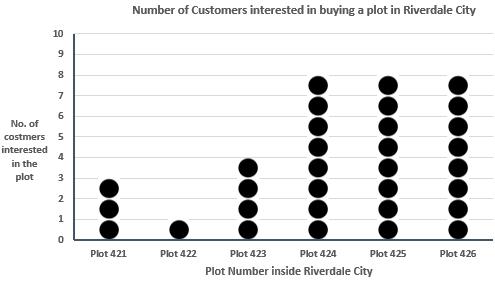 Number of Customers interested in buying a plot in Riverdale City
10
9
8
7
6
5
4
3
2
1
0
No. of
costmers
interested
in the
plot
Plot 421 Plot 422 Plot 423 Plot 424 Plot 425 Plot 426
Plot Number inside Riverdale City